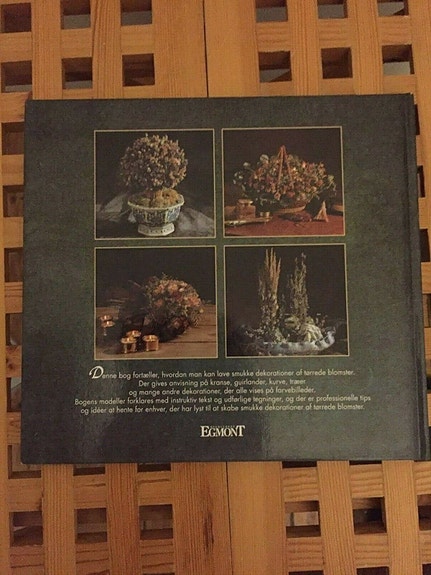 Denne bog fortæller, hvordan man kan lave smukke dekorationer af tørrede blomster.
Der gives anvisning på kranse, guirlander, kurve, træer
og mange andre dekorationer, der alle vises på farvebilleder.
Bogens modeller forklares med instruktiv tekst og udførlige tegninger, og der er professionelle tips
og idéer at hente for enhver, der har lyst til at skabe smukke dekorationer af tørrede blomster.
EGMONT